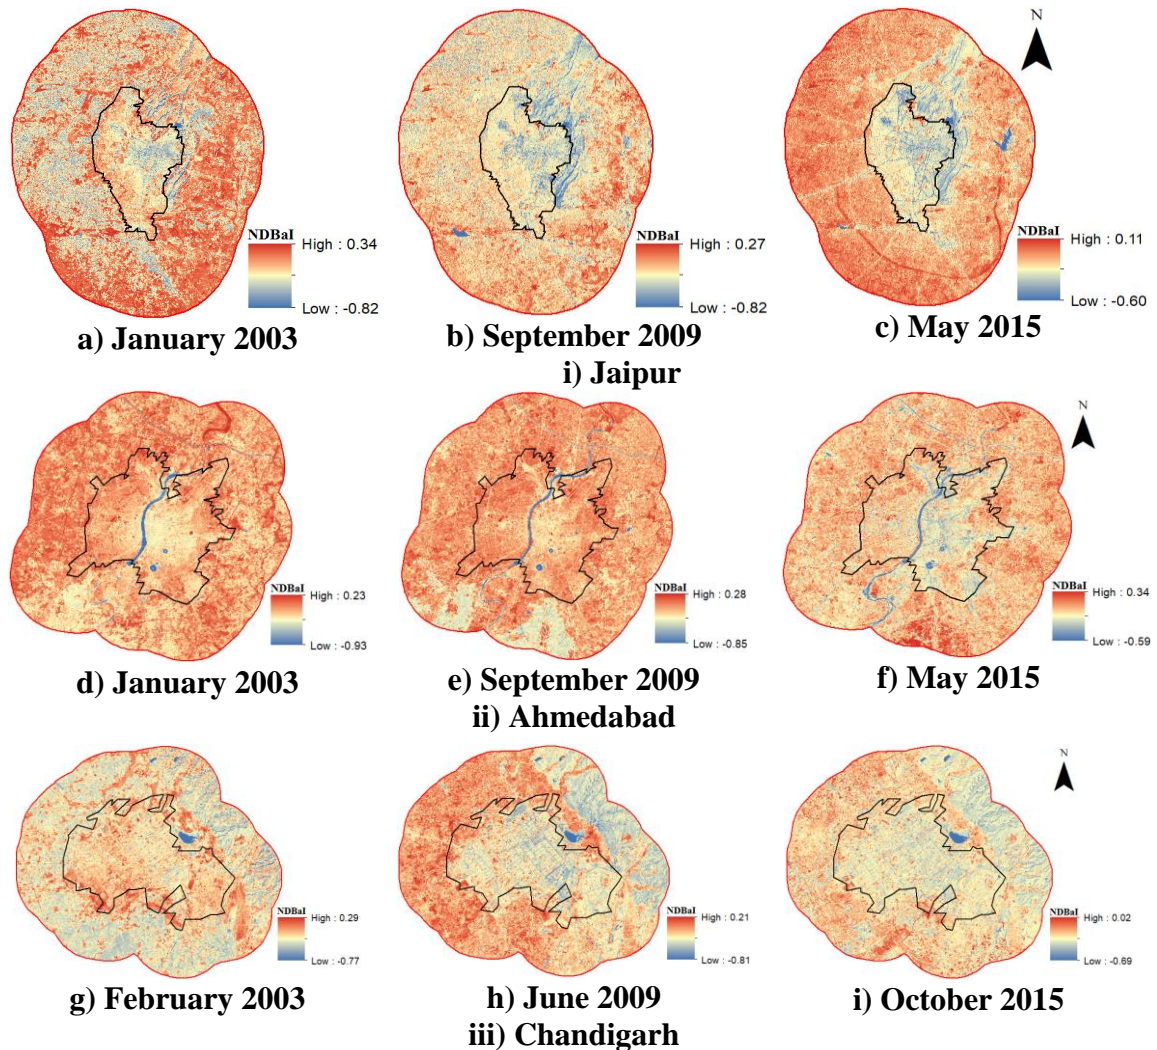 N
NDBaI
High : 0.34
Low : -0.82
a) January 2003
NDBaI
High : 0.27
Low : -0.82
b) September 2009
NDBaI
High : 0.11
Low : -0.60
c) May 2015
i) Jaipur
N
NDBaI
High : 0.23
Low : -0.93
d) January 2003
NDBaI
High : 0.28
Low : -0.85
e) September 2009
NDBaI
High : 0.34
Low : -0.59
f) May 2015
ii) Ahmedabad
N
NDBaI
High : 0.29
Low : -0.77
g) February 2003
NDBaI
High : 0.21
Low : -0.81
h) June 2009
NDBaI
High : 0.02
Low : -0.69
i) October 2015
iii) Chandigarh